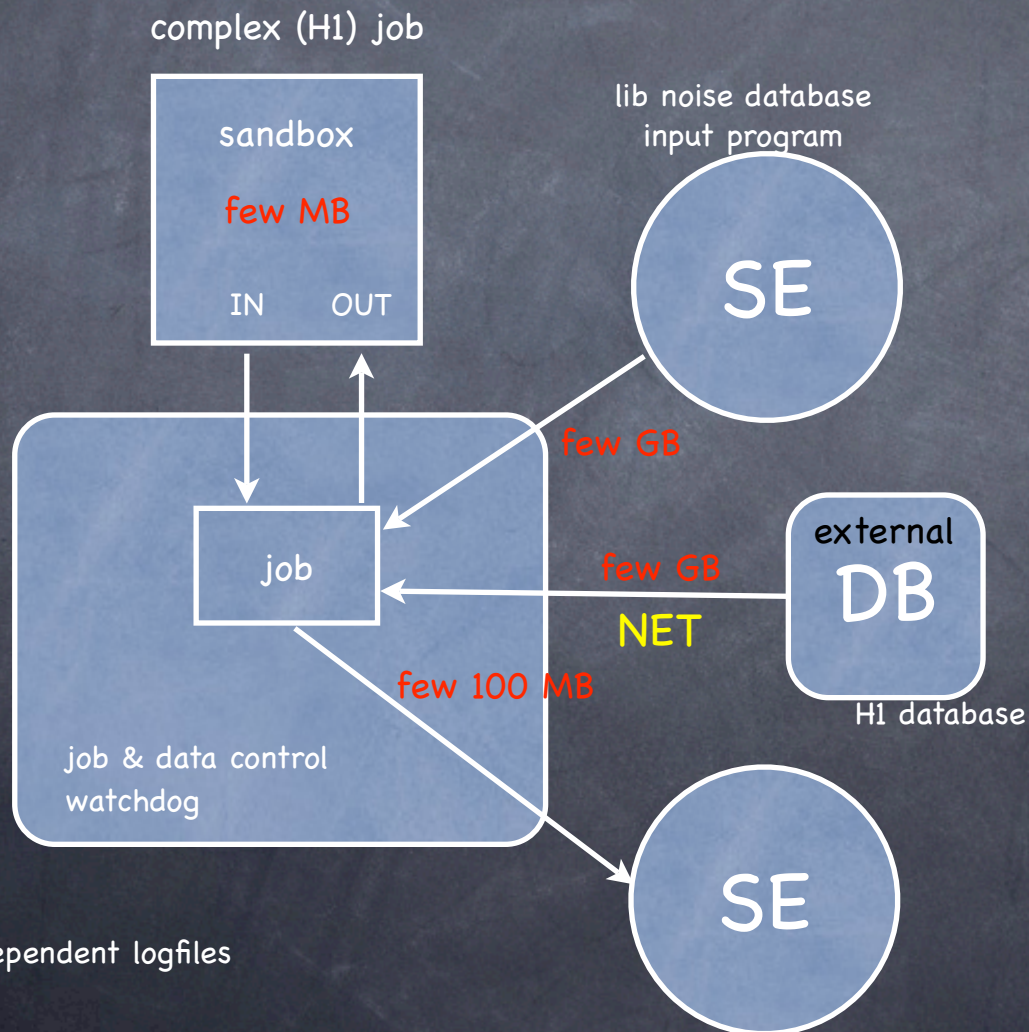 complex (H1) job
sandbox
few MB
IN OUT
lib noise database
input program
SE
few GB
job
few GB
NET
external
DB
H1 database
few 100 MB
job & data control
watchdog
SE
ependent logfiles